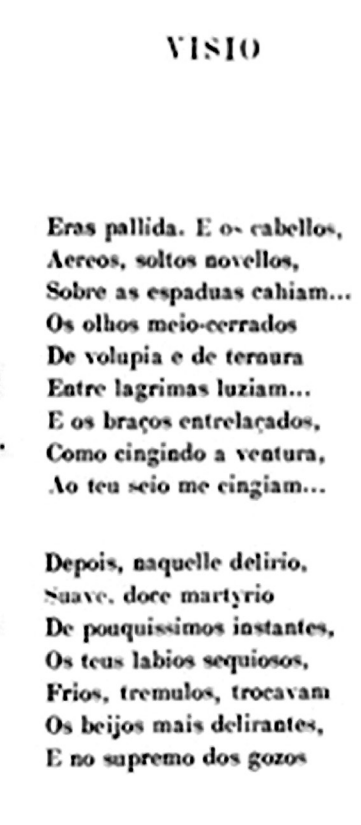 VISIO
Eras pallida. E os cabellos,
Aereos, soltos novellos,
Sobre as espaduas cahiam...
Os olhos meio-cerrados
De volupia e de ternura
Entre lagrimas luziam...
E os braços entrelaçados,
Como cingindo a ventura,
Ao teu seio me cingiam...
Depois, naquelle delirio,
Suave, doce martyrio
De pouquissimos instantes,
Os teus labios sequiosos,
Frios, tremulos, trocavam
Os beijos mais delirantes,
E no supremo dos gozos